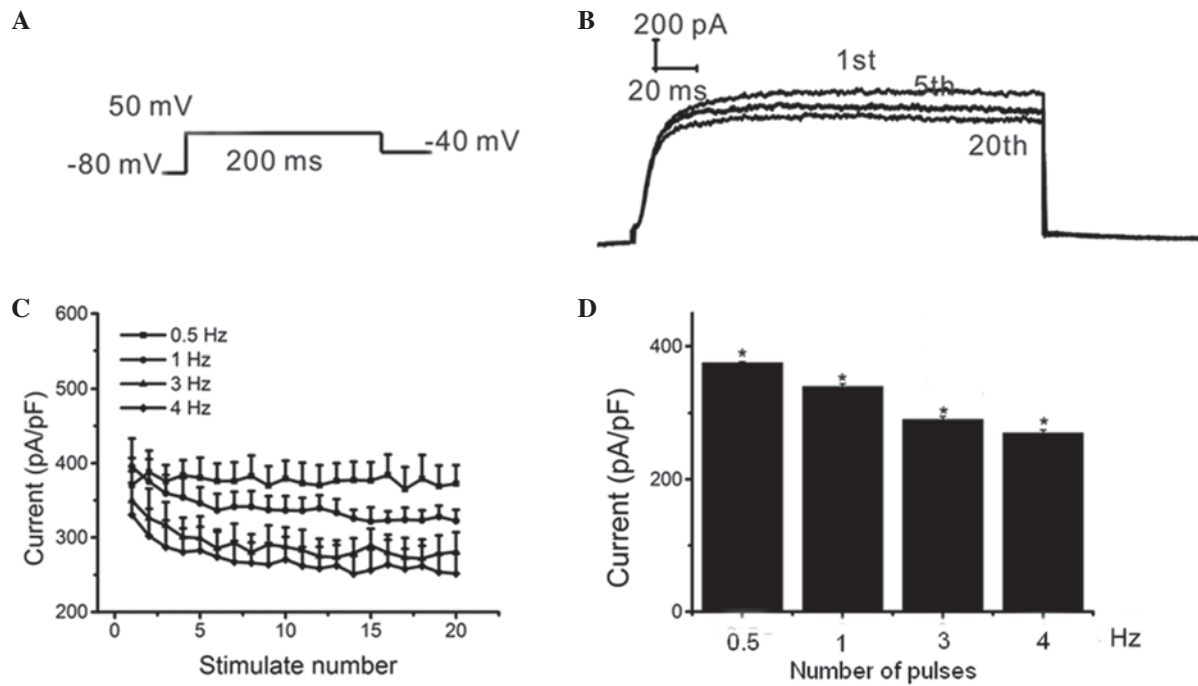 A
50 mV
-80 mV
200 ms
-40 mV
B
200 pA
20 ms
1st
5th
20th
C
600
500
400
300
200
Current (pA/pF)
0.5 Hz
1 Hz
3 Hz
4 Hz
0 5 10 15 20
Stimulate number
D
400
200
0
Current (pA/pF)
* * * *
0.5 1 3 4 Hz
Number of pulses